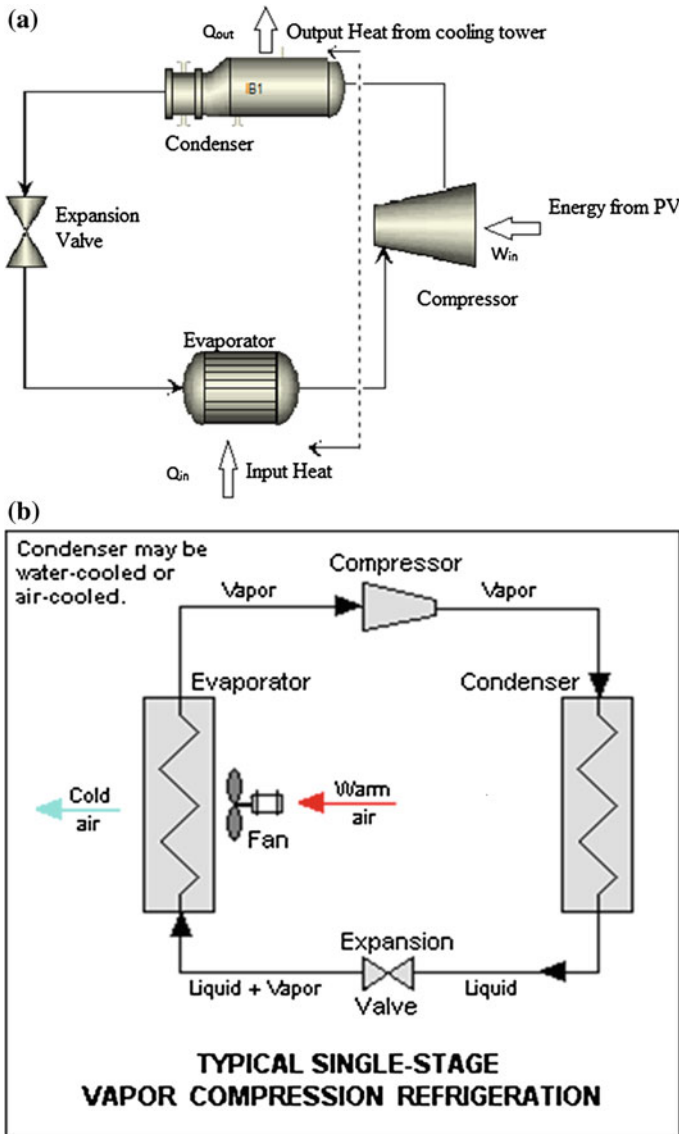 (a)
Qout
Output Heat from cooling tower
B1
Condenser
Expansion
Valve
Energy from PV
Win
Compressor
Evaporator
Qin
Input Heat
(b)
Condenser may be
water-cooled or
air-cooled.
Compressor
Vapor
Vapor
Evaporator
Condenser
Cold
air
Warm
air
Fan
Expansion
Valve
Liquid + Vapor
Liquid
TYPICAL SINGLE-STAGE
VAPOR COMPRESSION REFRIGERATION